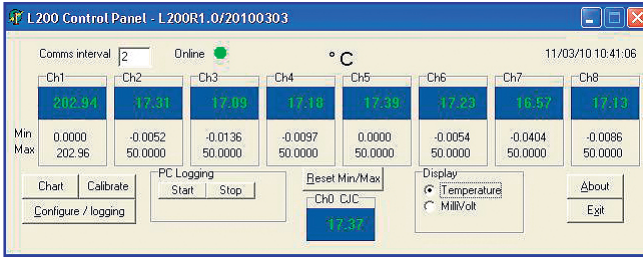 L200 Control Panel - L200R1.0/20100303
Comms interval 2 Online ° C 11/03/10 10:41:06
Ch1 Ch2 Ch3 Ch4 Ch5 Ch6 Ch7 Ch8
202.94 17.31 17.09 17.18 17.39 17.23 16.57 17.13
Min 0.0000 -0.0052 -0.0136 -0.0097 0.0000 -0.0054 -0.0404 -0.0086
Max 202.96 50.0000 50.0000 50.0000 50.0000 50.0000 50.0000 50.0000
PC Logging Reset Min/Max Display
Chart Calibrate Start Stop Temperature About
Configure / logging Ch0 CJC MilliVolt Exit
17.37